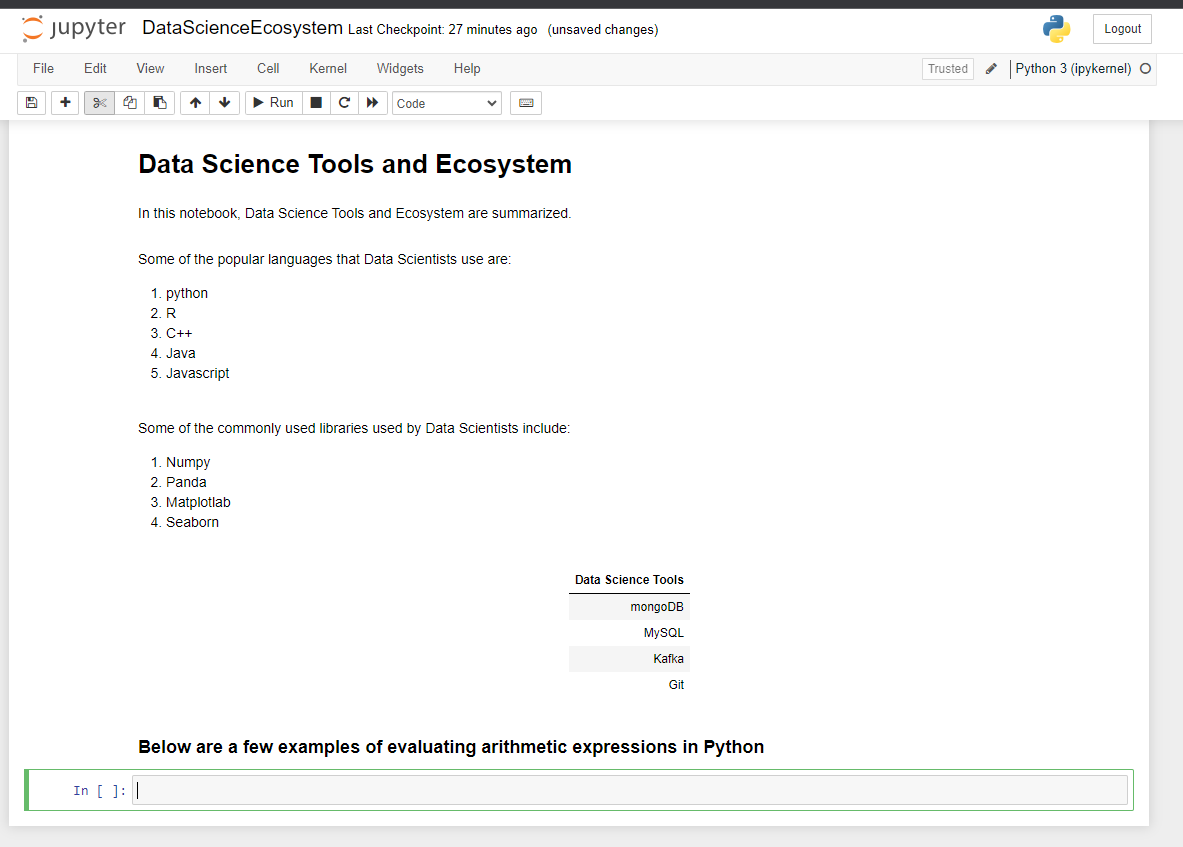 jupyter DataScienceEcosystem Last Checkpoint: 27 minutes ago (unsaved changes) Logout
File Edit View Insert Cell Kernel Widgets Help Trusted Python 3 (ipykernel)
Run Code
Data Science Tools and Ecosystem
In this notebook, Data Science Tools and Ecosystem are summarized.
Some of the popular languages that Data Scientists use are:
1. python
2. R
3. C++
4. Java
5. Javascript
Some of the commonly used libraries used by Data Scientists include:
1. Numpy
2. Panda
3. Matplotlab
4. Seaborn
Data Science Tools
mongoDB
MySQL
Kafka
Git
Below are a few examples of evaluating arithmetic expressions in Python
In [ ]: